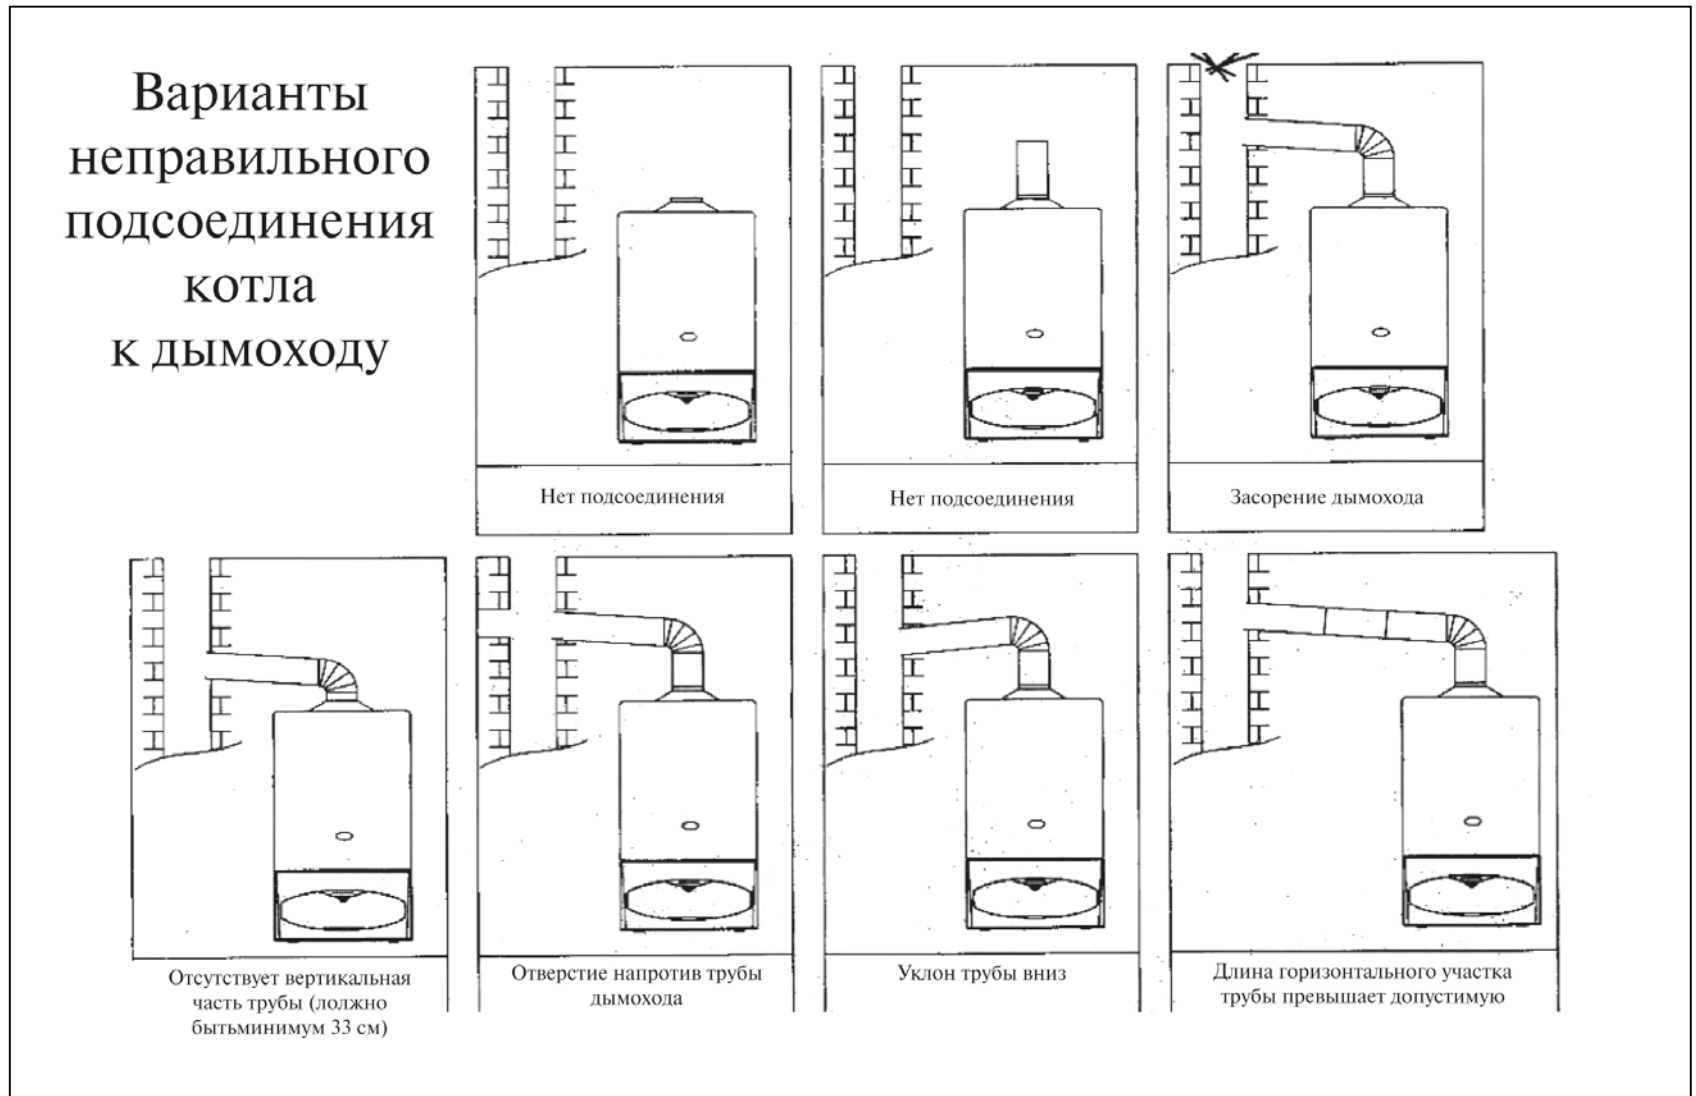 Варианты
неправильного
подсоединения
котла
к дымоходу
Нет подсоединения
Нет подсоединения
Засорение дымохода
Отсутствует вертикальная
часть трубы (лолжно
бытьминимум 33 см)
Отверстие напротив трубы
дымохода
Уклон трубы вниз
Длина горизонтального участка
трубы превышает допустимую